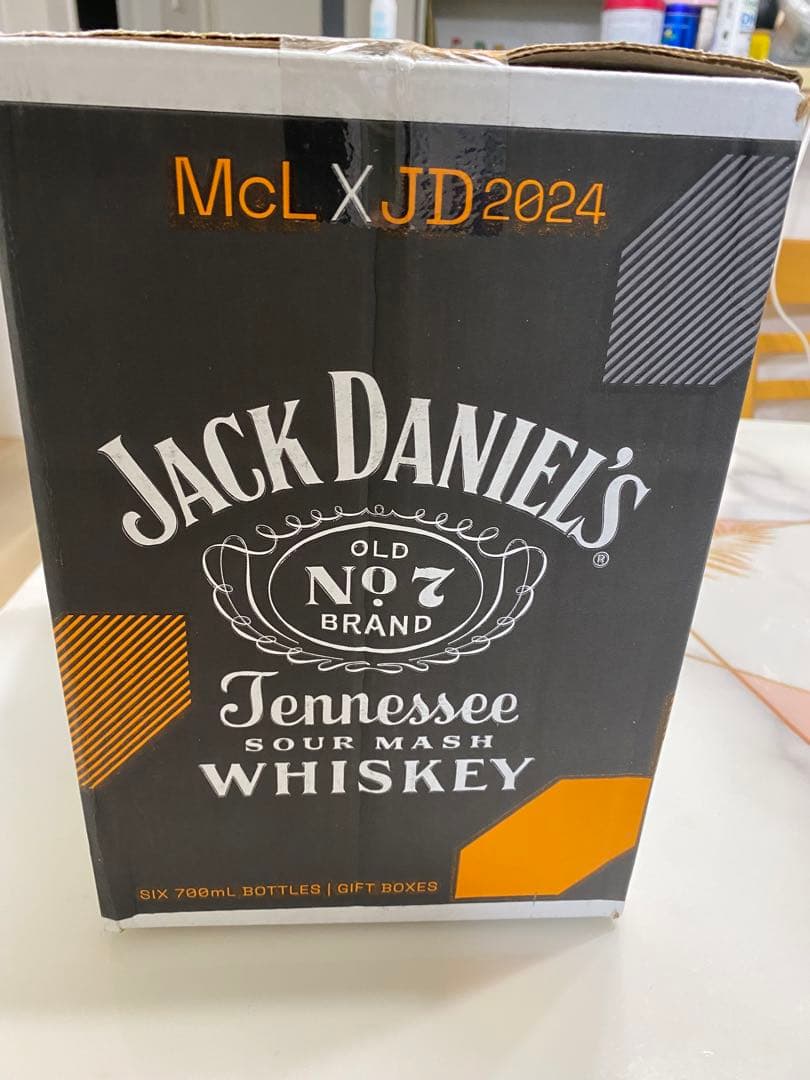 McL X JD 2024
JACK DANIEL'S ®
OLD
No 7
BRAND
Tennessee
SOUR MASH
WHISKEY
SIX 700mL BOTTLES | GIFT BOXES